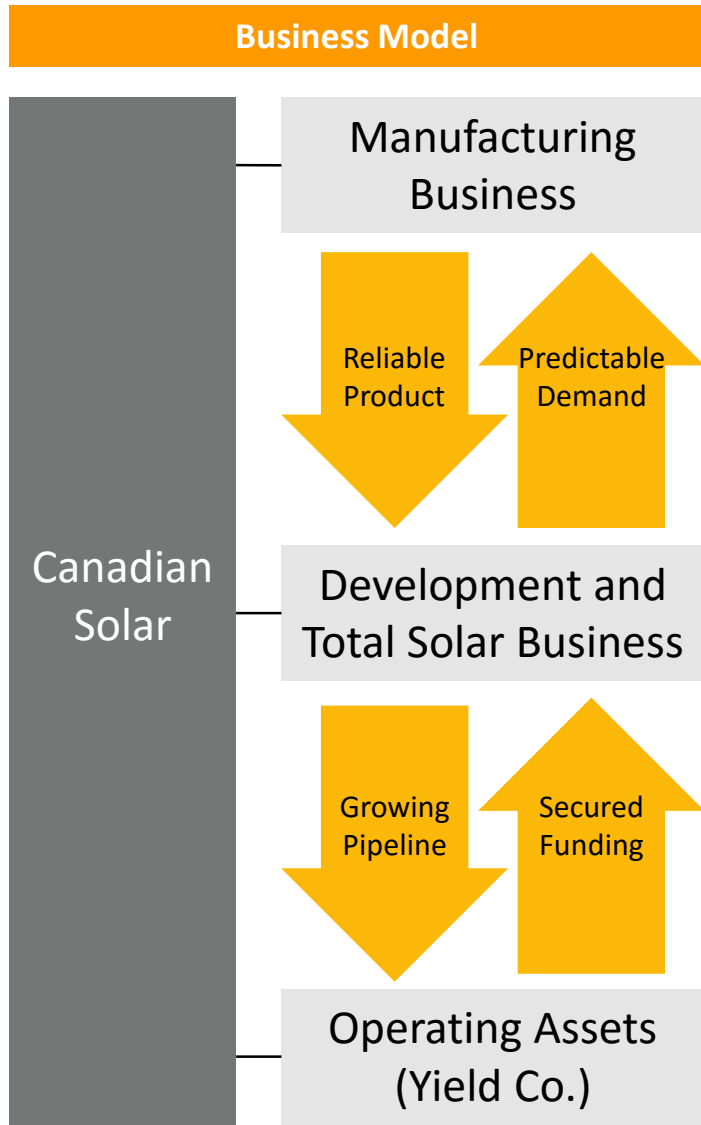 Business Model
Manufacturing
Business
Reliable
Product
Predictable
Demand
Canadian
Solar
Development and
Total Solar Business
Growing
Pipeline
Secured
Funding
Operating Assets
(Yield Co.)